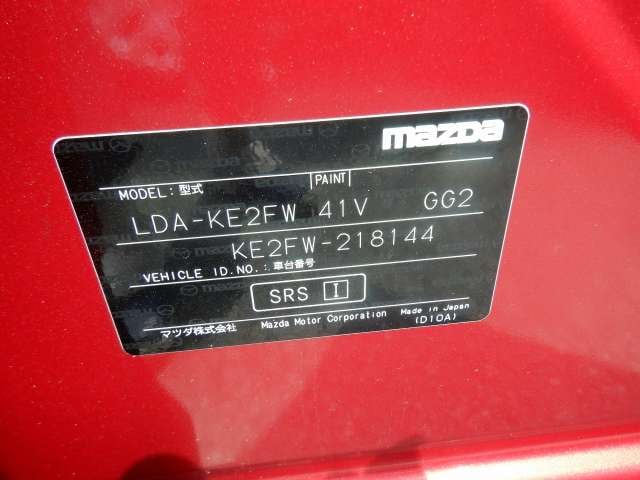 mazda
MODEL: 型式 PAINT
LDA-KE2FW 41V GG2
KE2FW-218144
VEHICLE ID.NO.: 車台番号
SRS I
マツダ株式会社 Mazda Motor Corporation Made in Japan
(D10A)